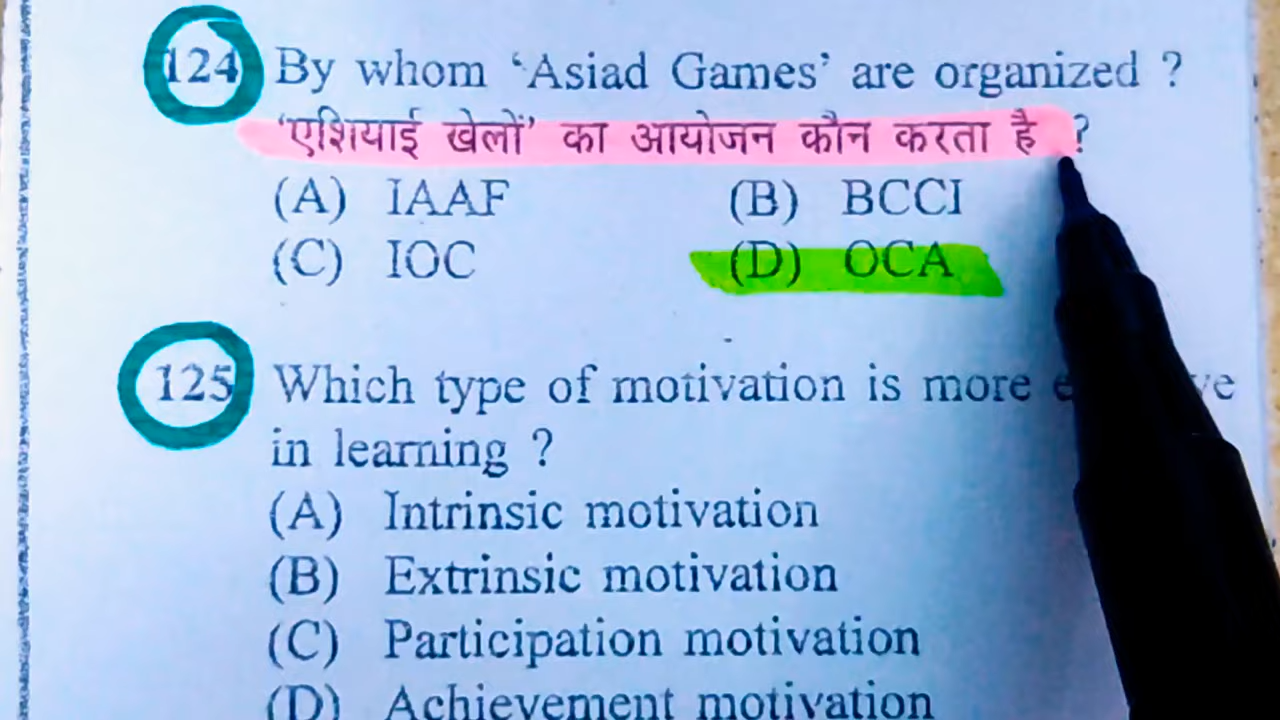 124 By whom ‘Asiad Games’ are organized ?
‘एशियाई खेलों’ का आयोजन कौन करता है ?
(A) IAAF (B) BCCI
(C) IOC (D) OCA
125 Which type of motivation is more
in learning ?
(A) Intrinsic motivation
(B) Extrinsic motivation
(C) Participation motivation
(D) Achievement motivation